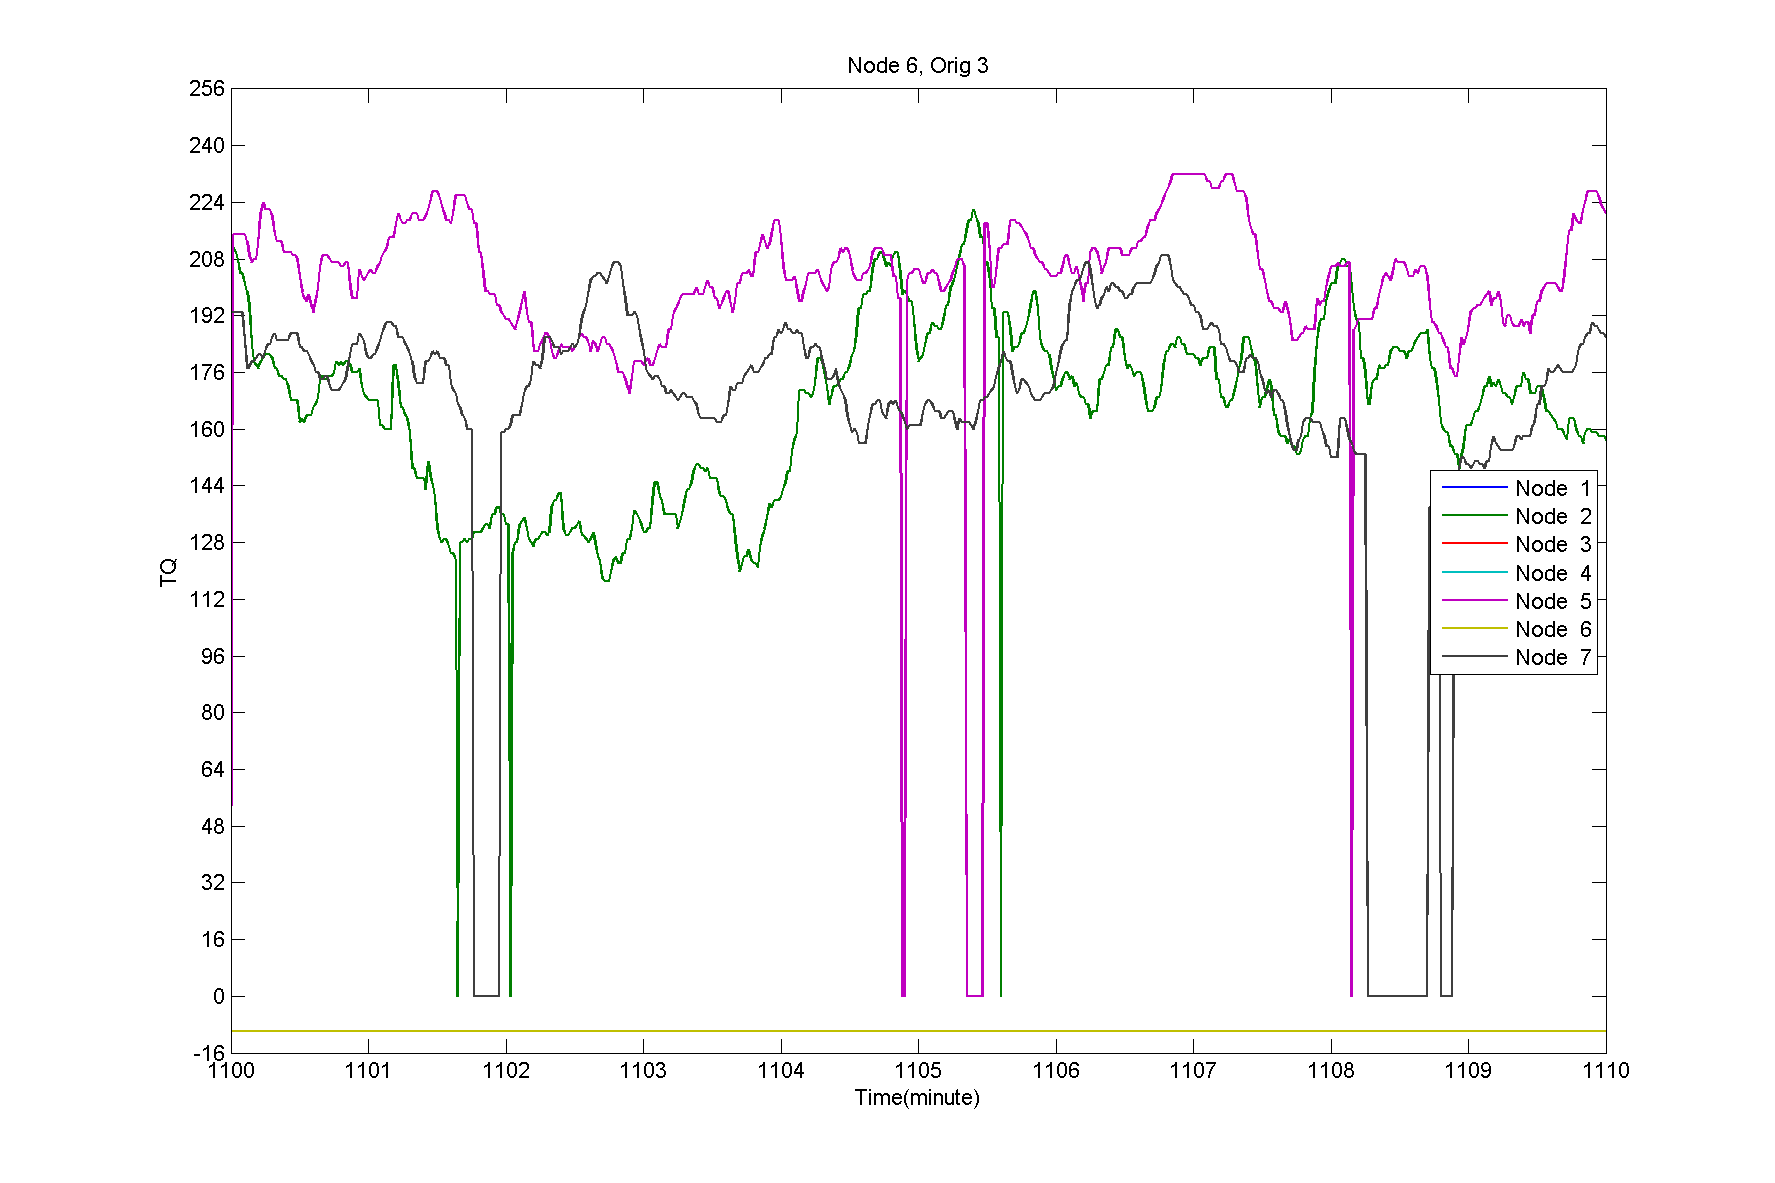 Node 6, Orig 3
256
240
224
208
192
176
160
144
128
112
96
80
64
48
32
16
0
-16
TQ
1100 1101 1102 1103 1104 1105 1106 1107 1108 1109 1110
Time(minute)
Node 1
Node 2
Node 3
Node 4
Node 5
Node 6
Node 7